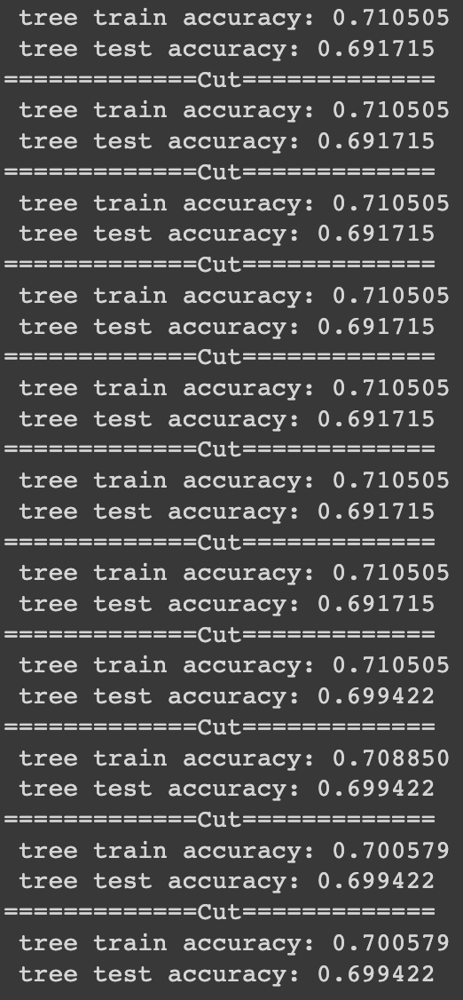 tree train accuracy: 0.710505
tree test accuracy: 0.691715
=============Cut=============
tree train accuracy: 0.710505
tree test accuracy: 0.691715
=============Cut=============
tree train accuracy: 0.710505
tree test accuracy: 0.691715
=============Cut=============
tree train accuracy: 0.710505
tree test accuracy: 0.691715
=============Cut=============
tree train accuracy: 0.710505
tree test accuracy: 0.691715
=============Cut=============
tree train accuracy: 0.710505
tree test accuracy: 0.691715
=============Cut=============
tree train accuracy: 0.710505
tree test accuracy: 0.691715
=============Cut=============
tree train accuracy: 0.710505
tree test accuracy: 0.699422
=============Cut=============
tree train accuracy: 0.708850
tree test accuracy: 0.699422
=============Cut=============
tree train accuracy: 0.700579
tree test accuracy: 0.699422
=============Cut=============
tree train accuracy: 0.700579
tree test accuracy: 0.699422